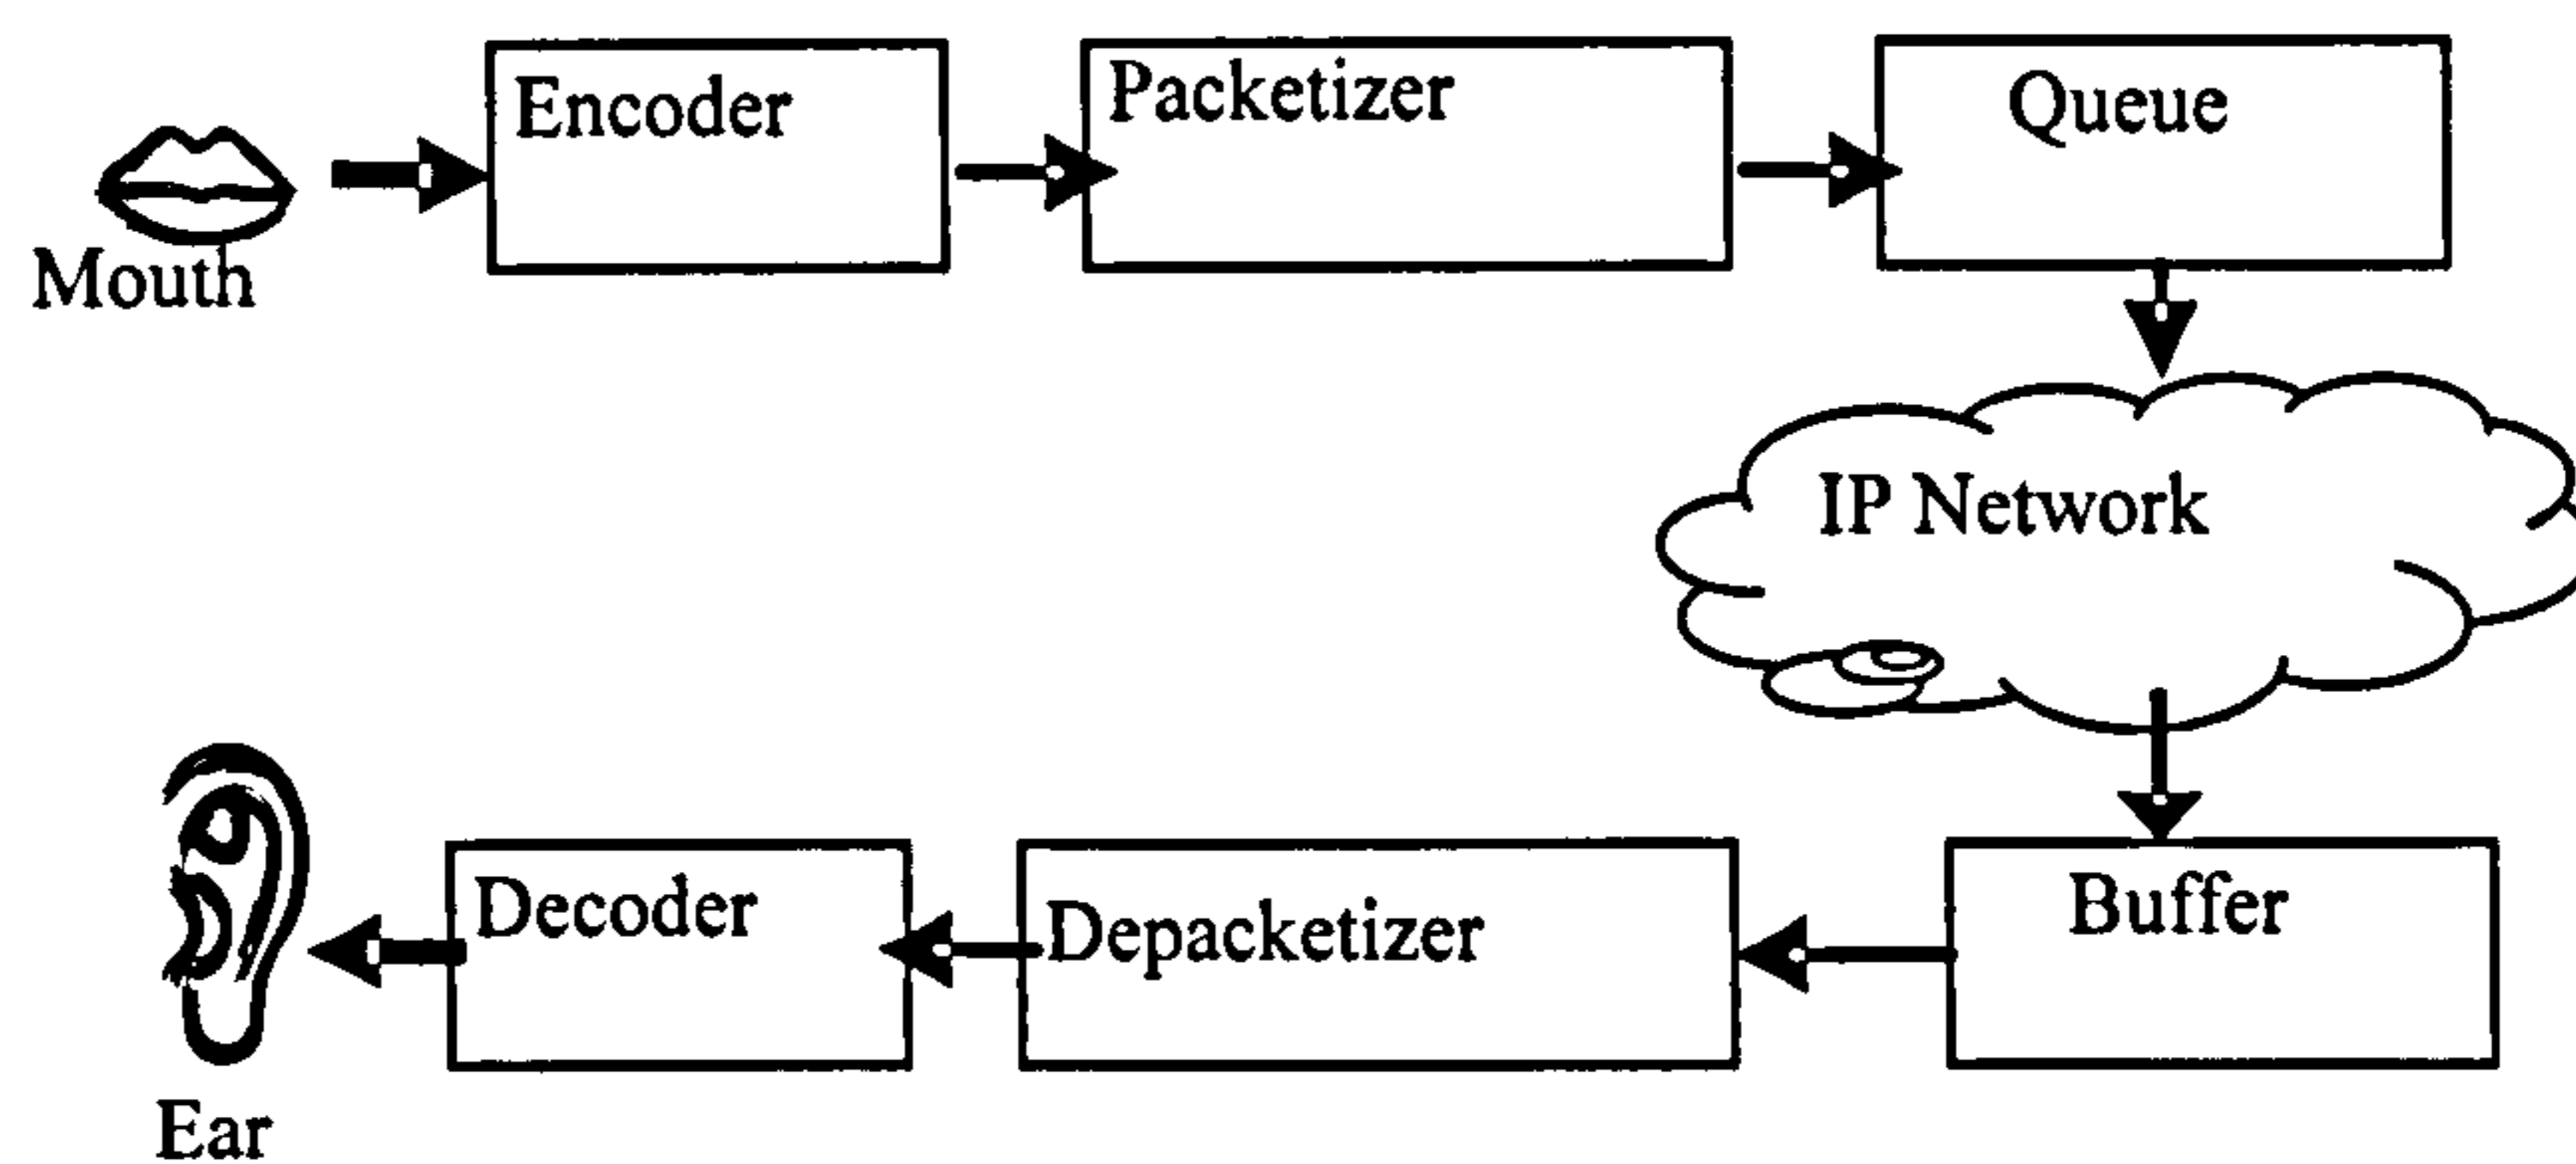 Encoder
Packetizer
Queue
Mouth
IP Network
Decoder
Depacketizer
Buffer
Ear